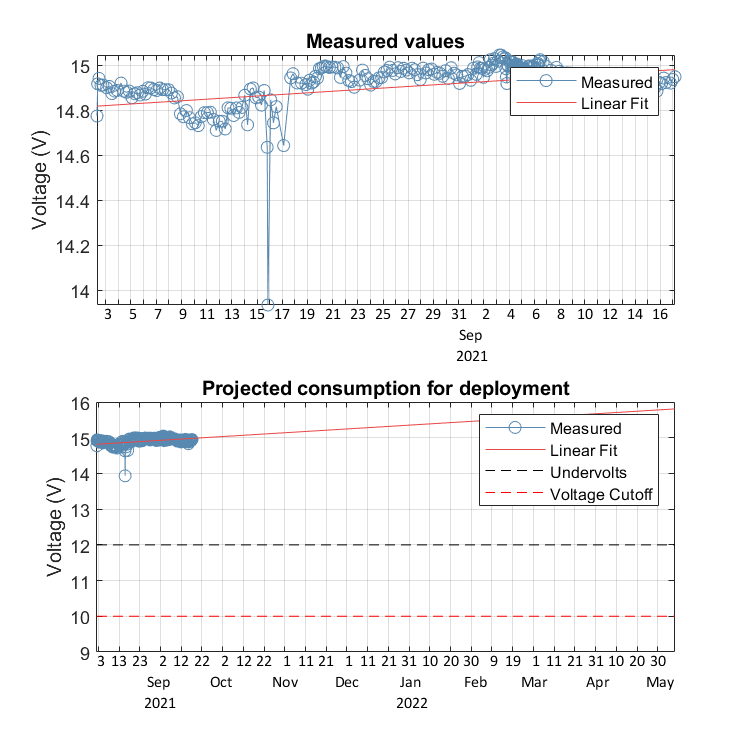 Measured values
15
14.8
14.6
14.4
14.2
14
Voltage (V)
Measured
Linear Fit
3 5 7 9 11 13 15 17 19 21 23 25 27 29 31 2 4 6 8 10 12 14 16
Sep
2021
Projected consumption for deployment
16
15
14
13
12
11
10
9
Voltage (V)
Measured
Linear Fit
Undervolts
Voltage Cutoff
3 13 23 2 12 22 2 12 22 1 11 21 1 11 21 31 10 20 30 9 19 1 11 21 31 10 20 30
Sep Oct Nov Dec Jan Feb Mar Apr May
2021 2022